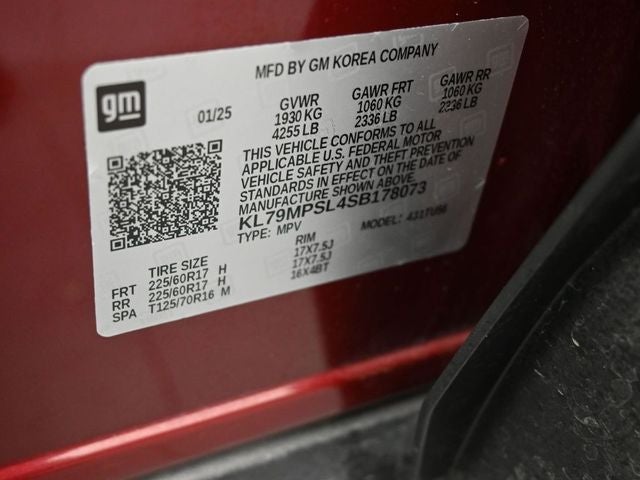 MFD BY GM KOREA COMPANY
gm
01/25
GVWR GAWR FRT GAWR RR
1930 KG 1060 KG 1060 KG
4255 LB 2336 LB 2336 LB
THIS VEHICLE CONFORMS TO ALL
APPLICABLE U.S. FEDERAL MOTOR
VEHICLE SAFETY AND THEFT PREVENTION
STANDARDS IN EFFECT ON THE DATE OF
MANUFACTURE SHOWN ABOVE.
KL79MPSL4SB178073
TYPE: MPV MODEL:
TIRE SIZE RIM
FRT 225/60R17 H 17X7.5J
RR 225/60R17 H 17X7.5J
SPA T125/70R16 M 16X4BT